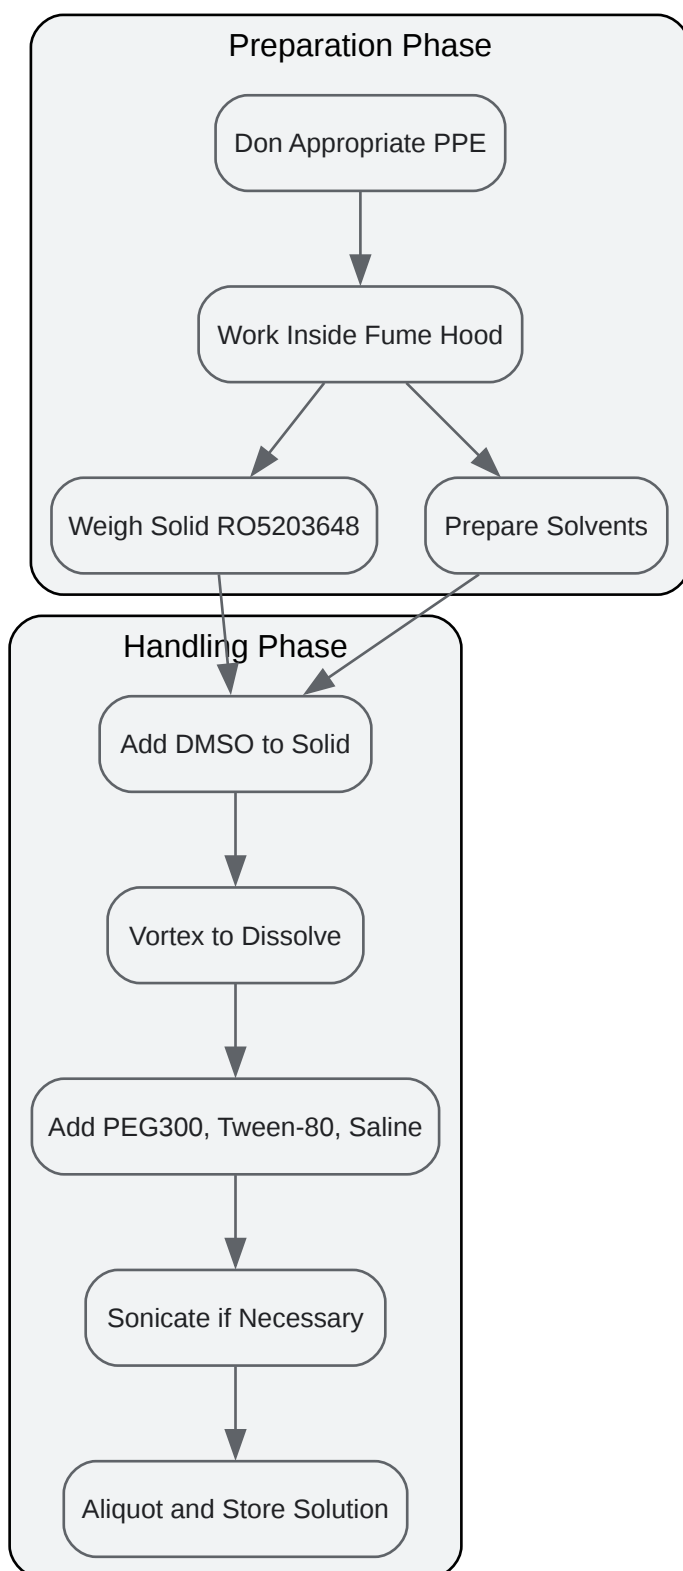 Preparation Phase
Don Appropriate PPE
Work Inside Fume Hood
Weigh Solid RO5203648
Prepare Solvents
Handling Phase
Add DMSO to Solid
Vortex to Dissolve
Add PEG300, Tween-80, Saline
Sonicate if Necessary
Aliquot and Store Solution